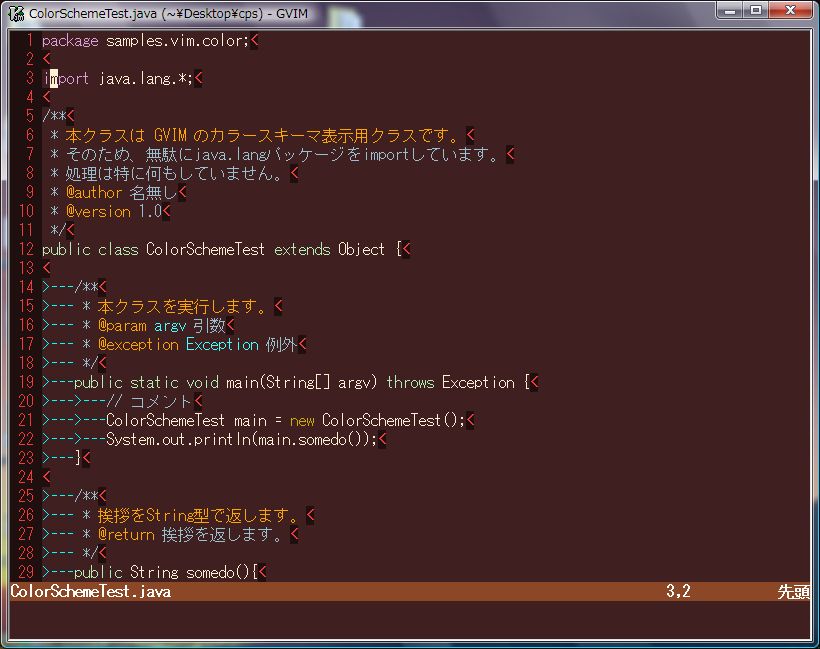 ColorSchemeTest.java (~¥Desktop¥cps) - GVIM
1 package samples.vim.color;<
2 <
3 import java.lang.*;<
4 <
5 /**<
6  * 本クラスは GVIM のカラースキーマ表示用クラスです。<
7  * そのため、無駄にjava.langパッケージをimportしています。<
8  * 処理は特に何もしていません。<
9  * @author 名無し<
10  * @version 1.0<
11  */<
12 public class ColorSchemeTest extends Object {<
13 <
14 >---/**<
15 >--- * 本クラスを実行します。<
16 >--- * @param argv 引数<
17 >--- * @exception Exception 例外<
18 >--- */<
19 >---public static void main(String[] argv) throws Exception {<
20 >--->---// コメント<
21 >--->---ColorSchemeTest main = new ColorSchemeTest();<
22 >--->---System.out.println(main.somedo());<
23 >---}<
24 <
25 >---/**<
26 >--- * 挨拶をString型で返します。<
27 >--- * @return 挨拶を返します。<
28 >--- */<
29 >---public String somedo(){<
ColorSchemeTest.java 3,2 先頭